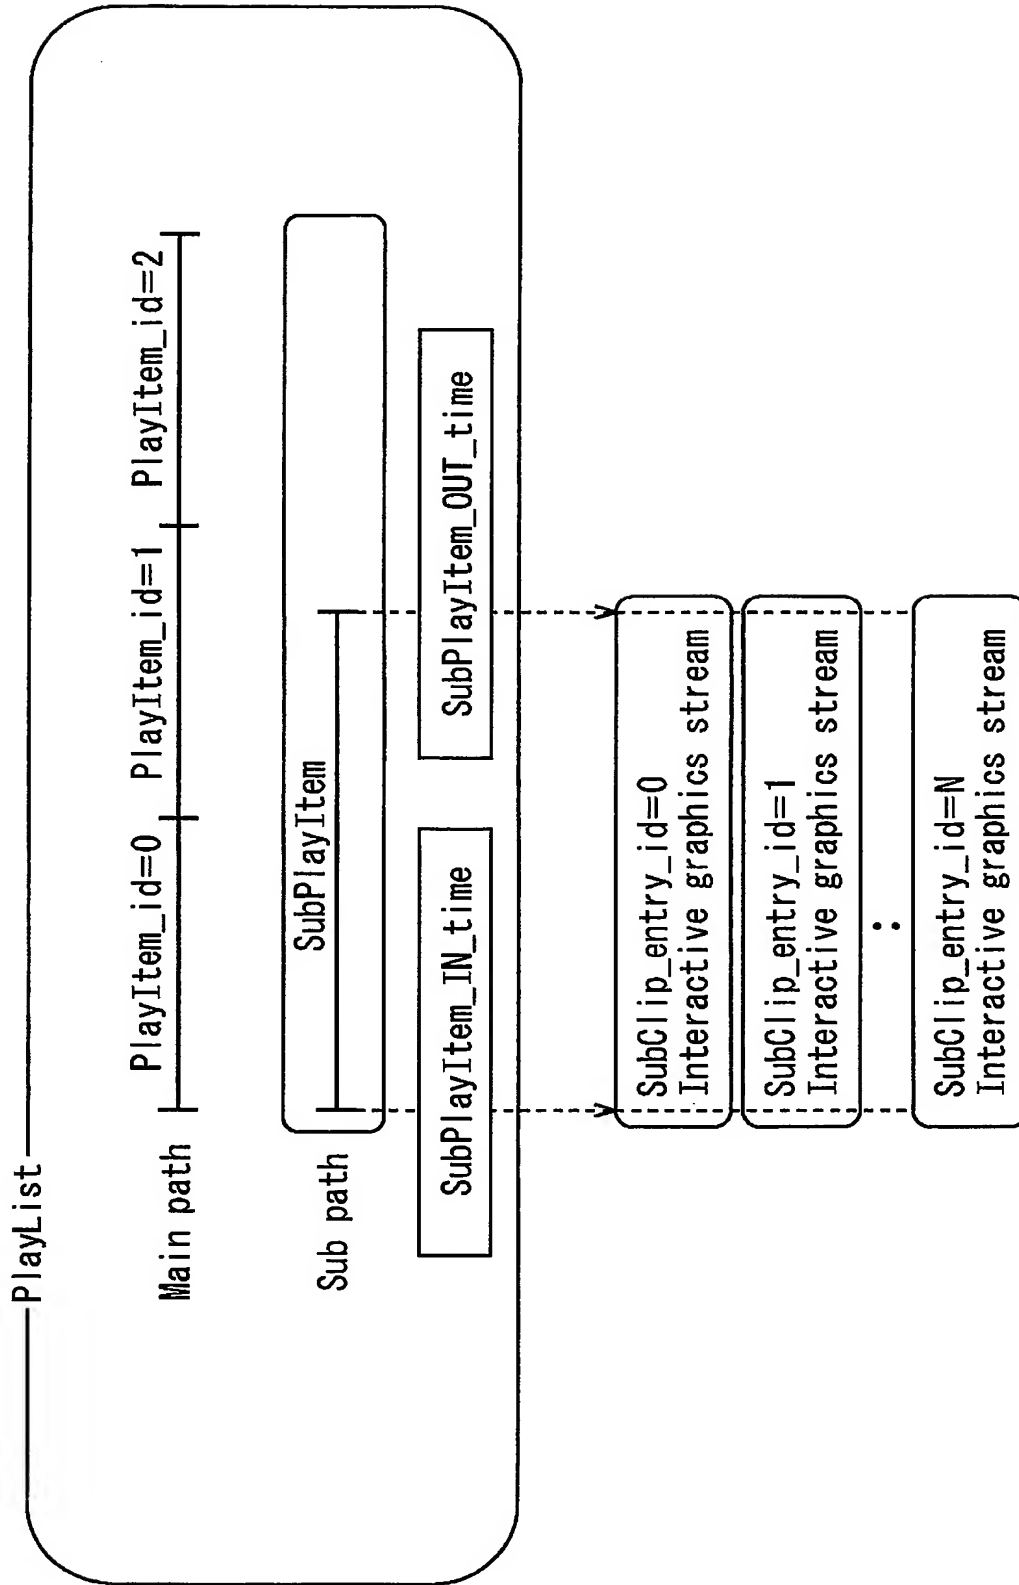 PlayList
Main path
PlayItem_id=0 PlayItem_id=1 PlayItem_id=2
Sub path
SubPlayItem
SubPlayItem_IN_time
SubPlayItem_OUT_time
SubClip_entry_id=0
Interactive graphics stream
SubClip_entry_id=1
Interactive graphics stream
SubClip_entry_id=N
Interactive graphics stream